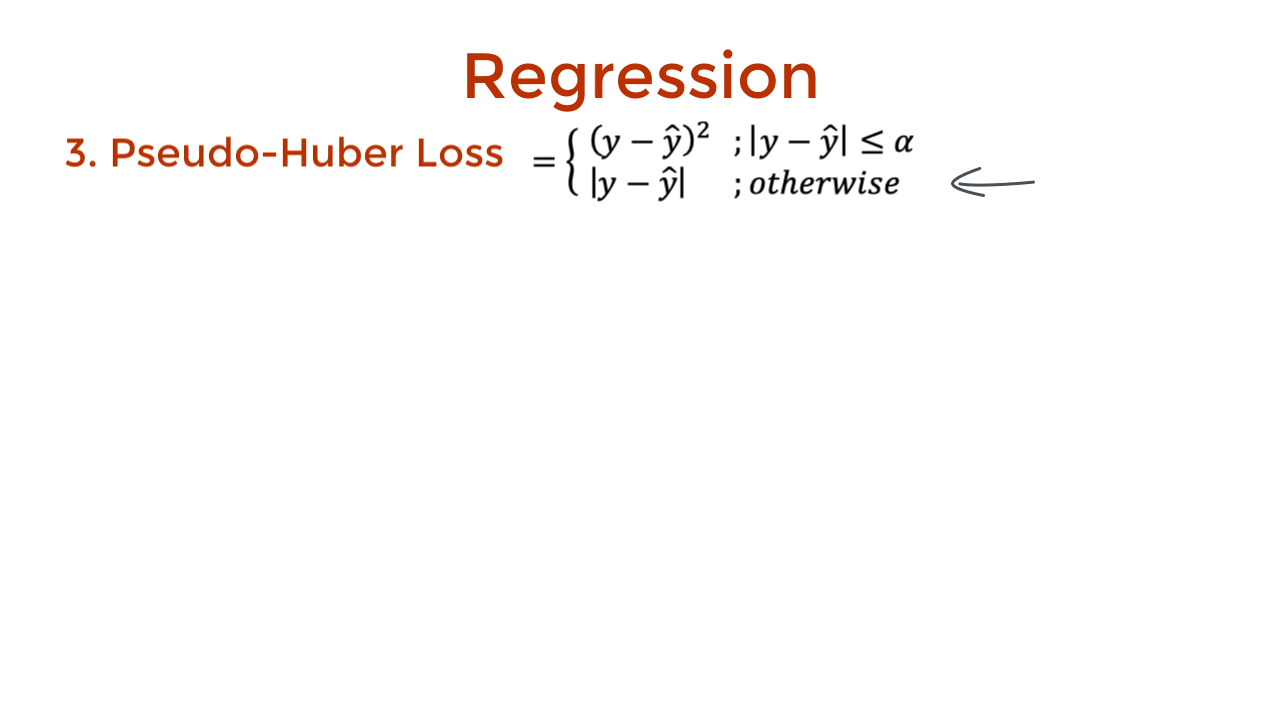 Regression
3. Pseudo-Huber Loss = { (y − ŷ)² ; |y − ŷ| ≤ α
|y − ŷ| ; otherwise